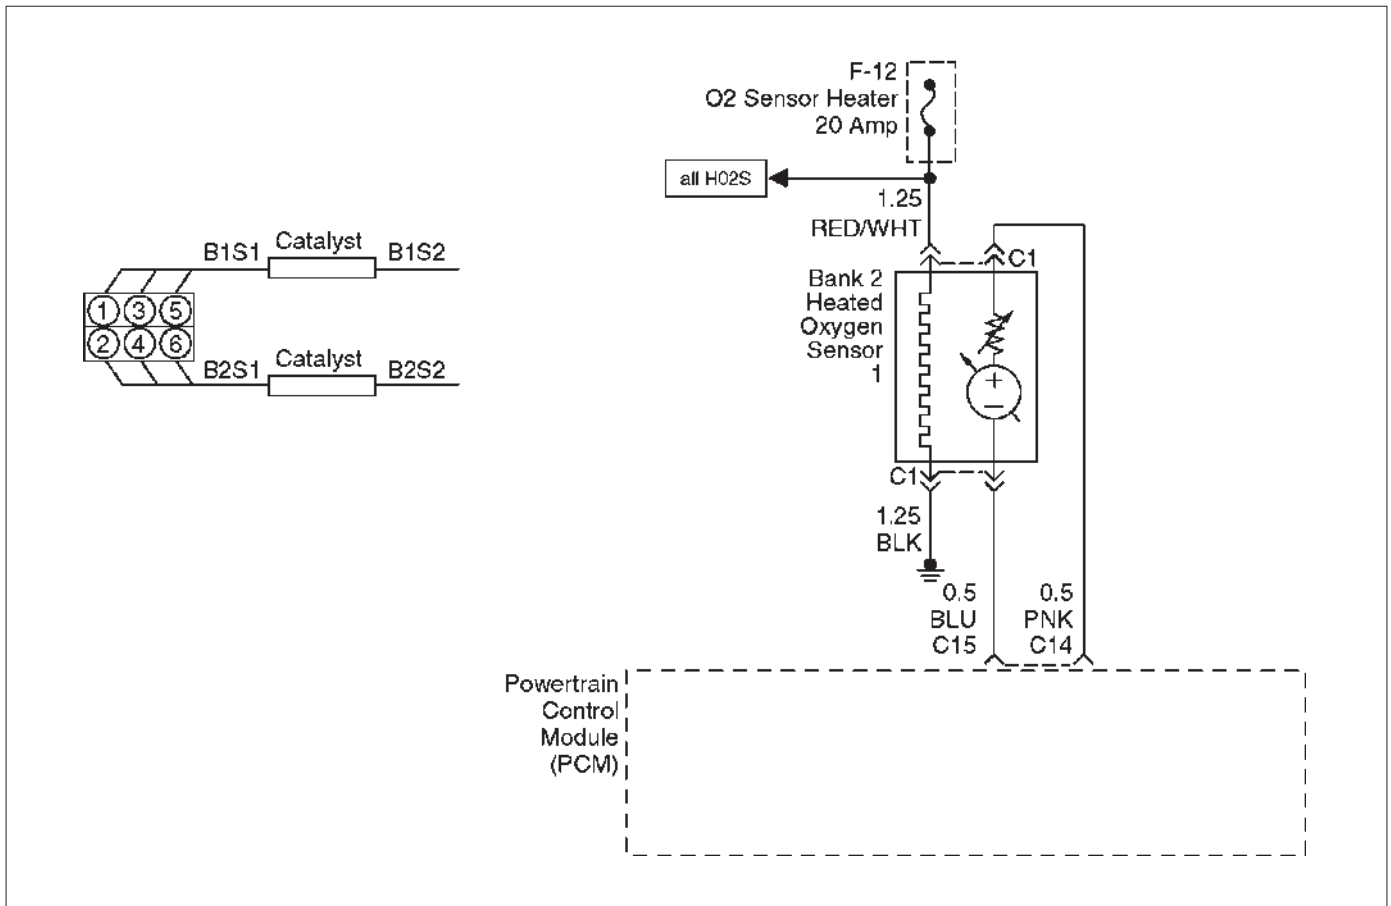 F-12
O2 Sensor Heater
20 Amp
all H02S
1.25
RED/WHT
C1
Bank 2
Heated
Oxygen
Sensor
1
+
−
C1
1.25
BLK
0.5
BLU
C15
0.5
PNK
C14
B1S1
Catalyst
B1S2
1 3 5
2 4 6
B2S1
Catalyst
B2S2
Powertrain
Control
Module
(PCM)